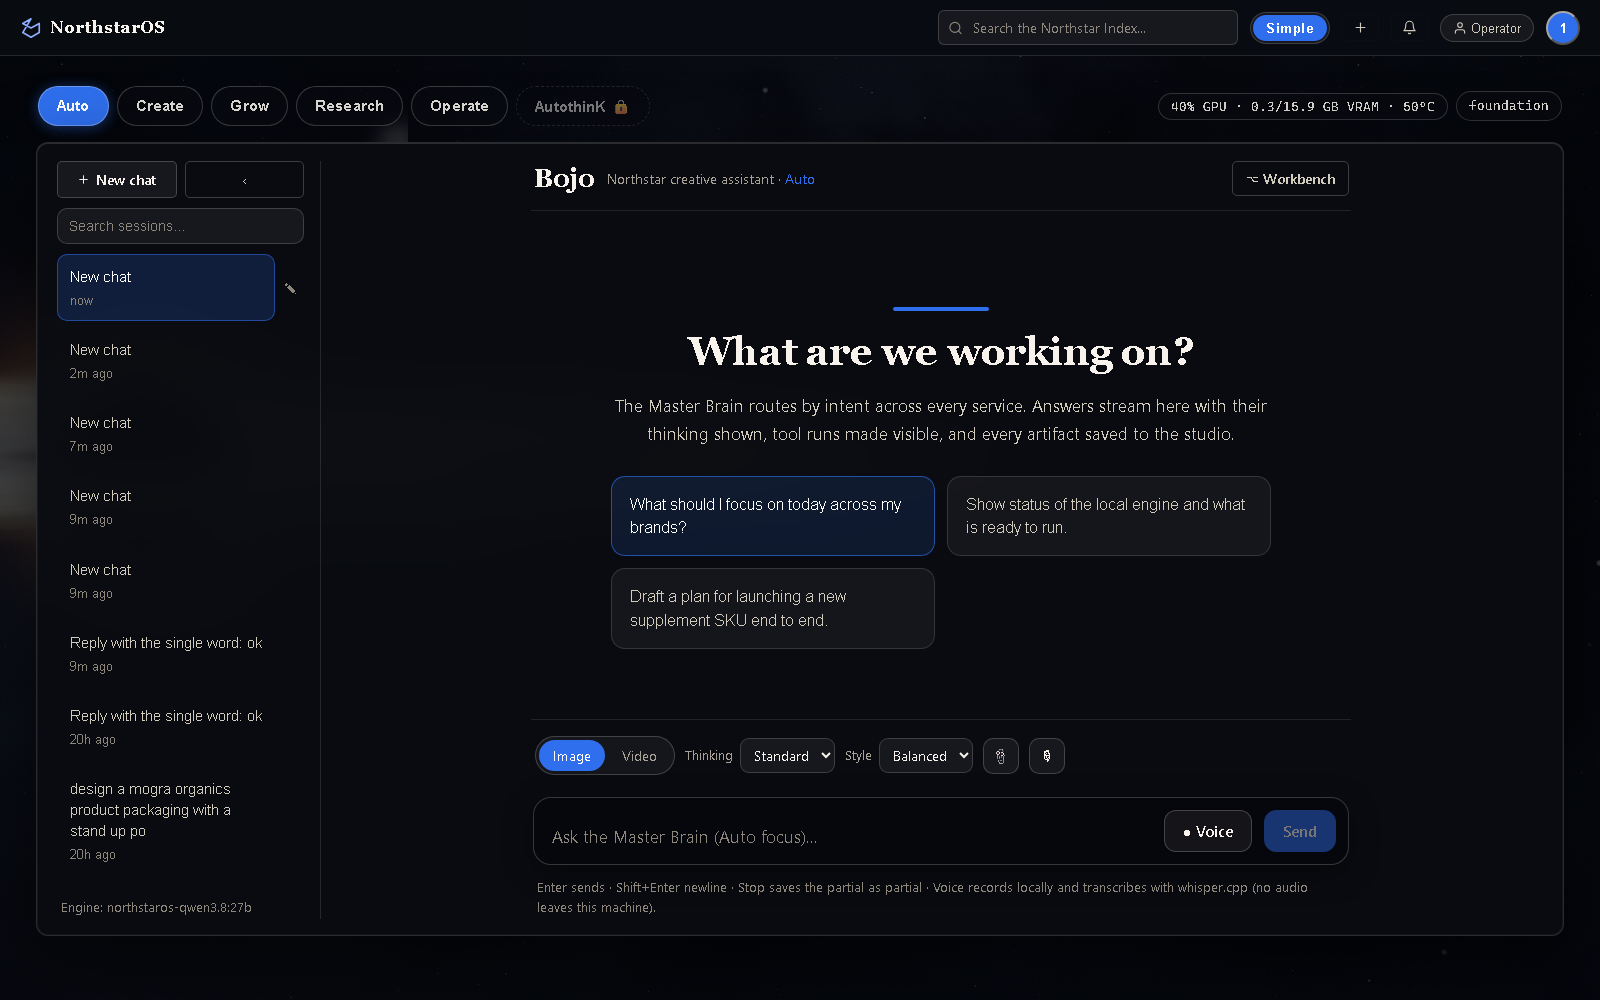 NorthstarOS
Search the Northstar Index...
Simple
+
Operator
1
Auto
Create
Grow
Research
Operate
AutothinK
40% GPU · 0.3/15.9 GB VRAM · 50°C
foundation
+ New chat
‹
Search sessions...
New chat
now
New chat
2m ago
New chat
7m ago
New chat
9m ago
New chat
9m ago
Reply with the single word: ok
9m ago
Reply with the single word: ok
20h ago
design a mogra organics
product packaging with a
stand up po
20h ago
Engine: northstaros-qwen3.8:27b
Bojo
Northstar creative assistant · Auto
⌥ Workbench
What are we working on?
The Master Brain routes by intent across every service. Answers stream here with their
thinking shown, tool runs made visible, and every artifact saved to the studio.
What should I focus on today across my
brands?
Show status of the local engine and what
is ready to run.
Draft a plan for launching a new
supplement SKU end to end.
Image
Video
Thinking
Standard
Style
Balanced
Ask the Master Brain (Auto focus)...
● Voice
Send
Enter sends · Shift+Enter newline · Stop saves the partial as partial · Voice records locally and transcribes with whisper.cpp (no audio
leaves this machine).